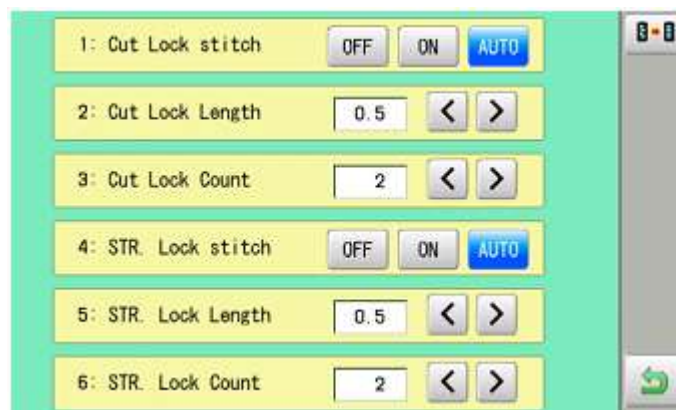 1: Cut Lock stitch OFF ON AUTO
2: Cut Lock Length 0.5 < >
3: Cut Lock Count 2 < >
4: STR. Lock stitch OFF ON AUTO
5: STR. Lock Length 0.5 < >
6: STR. Lock Count 2 < >